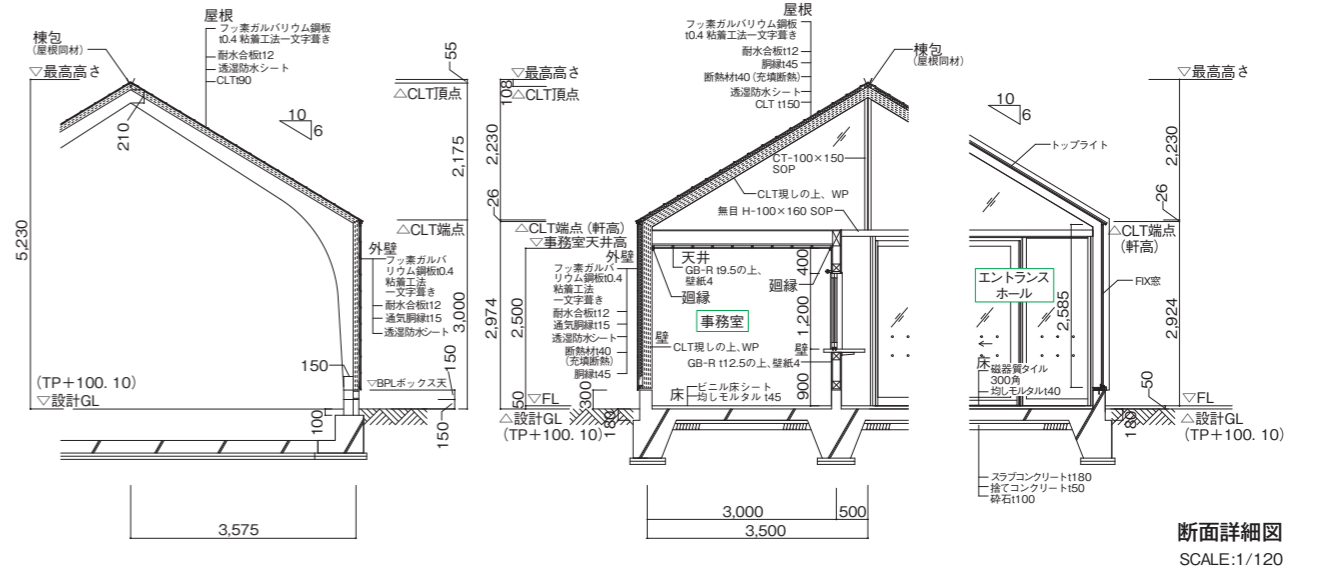 屋根
フッ素ガルバリウム鋼板
t0.4 粘着工法一文字葺き
耐水合板t12
透湿防水シート
CLTt90
棟包
(屋根同材)
▽最高高さ
210
10
6
55
△CLT頂点
2,175
5,230
△CLT端点
外壁
フッ素ガルバ
リウム鋼板t0.4
粘着工法
一文字葺き
耐水合板t12
通気胴縁t15
透湿防水シート
3,000
150
150
▽BPLボックス天
(TP+100. 10)
▽設計GL
100
150
3,575
屋根
フッ素ガルバリウム鋼板
t0.4 粘着工法一文字葺き
耐水合板t12
胴縁t45
断熱材t40 (充填断熱)
透湿防水シート
CLT t150
棟包
(屋根同材)
▽最高高さ
108
△CLT頂点
2,230
26
△CLT端点 (軒高)
▽事務室天井高
外壁
フッ素ガルバ
リウム鋼板t0.4
粘着工法
一文字葺き
耐水合板t12
通気胴縁t15
透湿防水シート
断熱材t40
(充填断熱)
胴縁t45
2,974
2,500
50
300
180
▽FL
△設計GL
(TP+100. 10)
CT-100×150
SOP
CLT現しの上、WP
無目 H-100×160 SOP
天井
GB-R t9.5の上、
壁紙4
廻縁
廻縁
400
事務室
1,200
壁
CLT現しの上、WP
壁
GB-R t12.5の上、壁紙4
床
ビニル床シート
均しモルタル t45
900
3,000
500
3,500
10
6
トップライト
▽最高高さ
2,230
26
△CLT端点
(軒高)
エントランス
ホール
FIX窓
2,585
2,924
床
磁器質タイル
300角
均しモルタルt40
50
▽FL
180
△設計GL
(TP+100. 10)
スラブコンクリートt180
捨てコンクリートt50
砕石t100
断面詳細図
SCALE:1/120